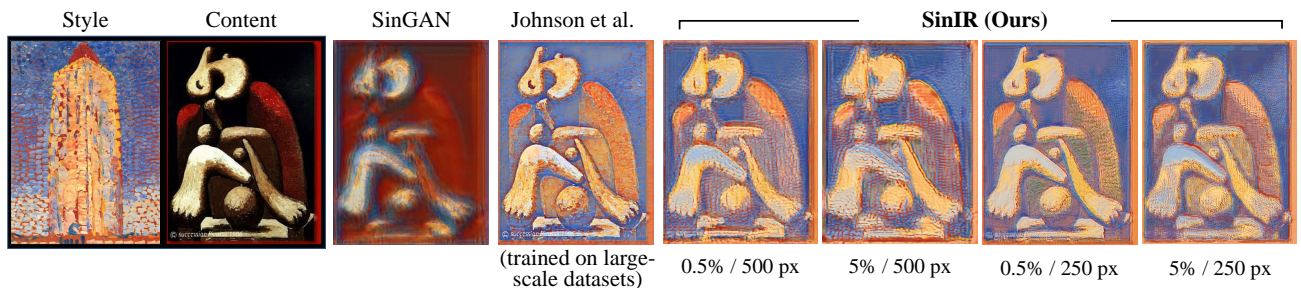 Style
Content
SinGAN
Johnson et al.
SinIR (Ours)
(trained on large-
scale datasets)
0.5% / 500 px
5% / 500 px
0.5% / 250 px
5% / 250 px